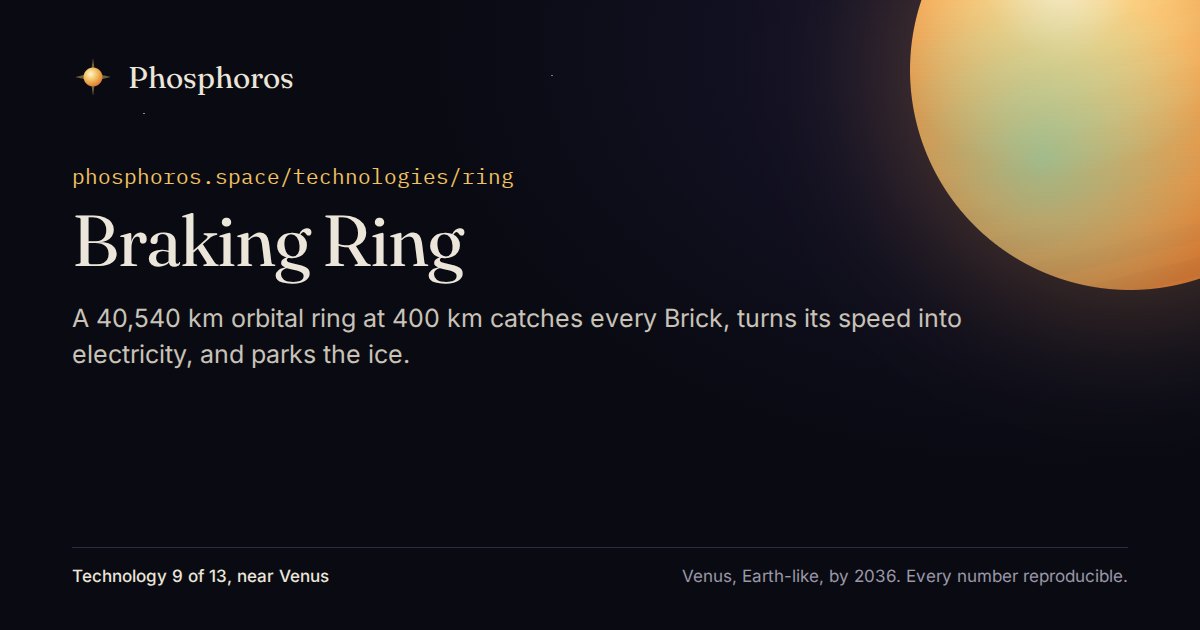 Phosphoros
phosphoros.space/technologies/ring
Braking Ring
A 40,540 km orbital ring at 400 km catches every Brick, turns its speed into
electricity, and parks the ice.
Technology 9 of 13, near Venus
Venus, Earth-like, by 2036. Every number reproducible.